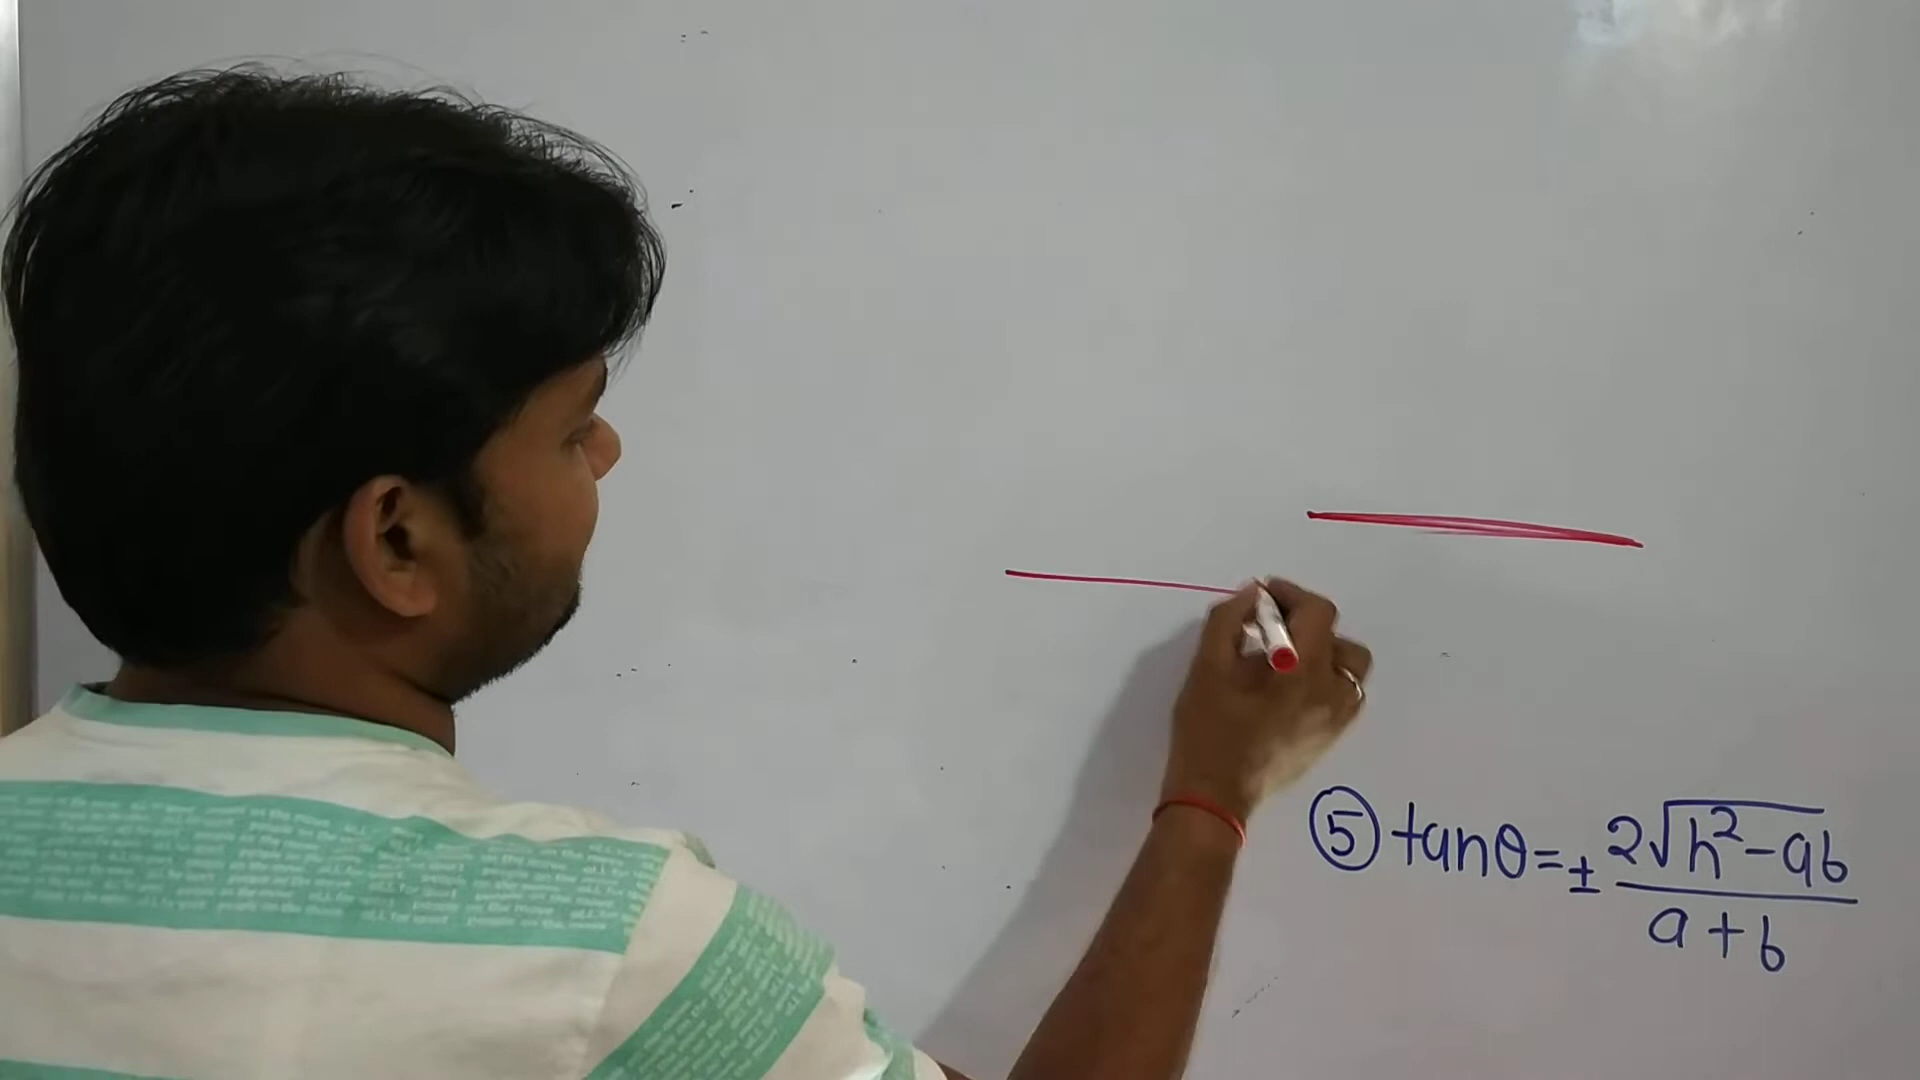 ⑤ tanθ = ± 2√(h²-ab) / (a+b)